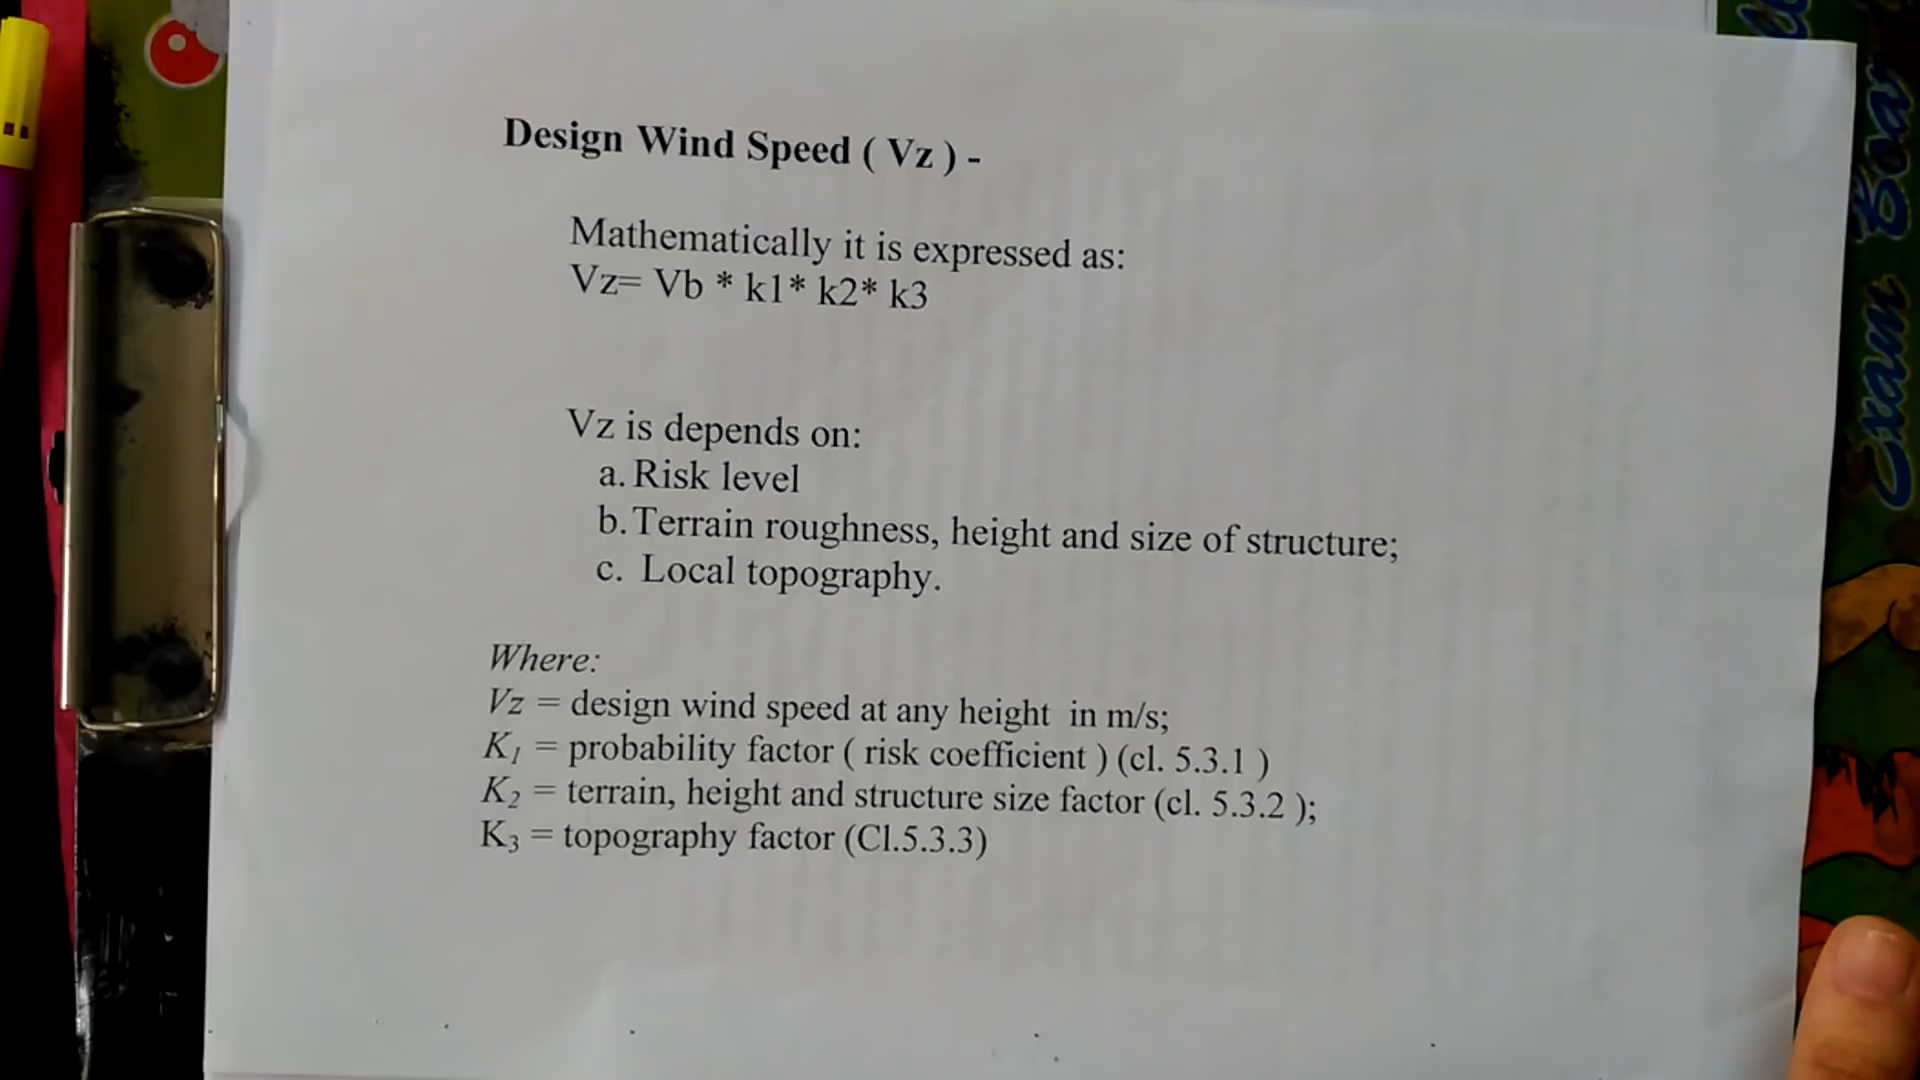 Design Wind Speed ( Vz ) -
Mathematically it is expressed as:
Vz= Vb * k1* k2* k3
Vz is depends on:
a. Risk level
b. Terrain roughness, height and size of structure;
c. Local topography.
Where:
Vz = design wind speed at any height in m/s;
K₁ = probability factor ( risk coefficient ) (cl. 5.3.1 )
K₂ = terrain, height and structure size factor (cl. 5.3.2 );
K₃ = topography factor (Cl.5.3.3)
Exam Boa